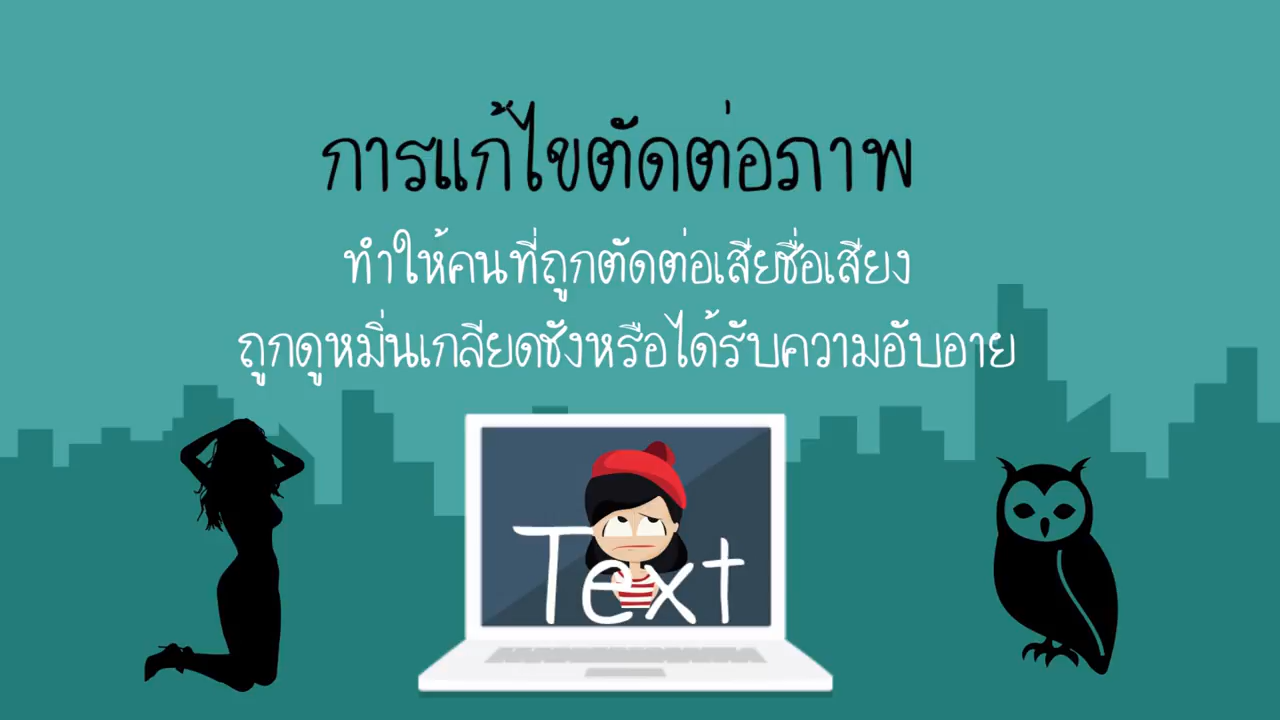 การแก้ไขตัดต่อภาพ
ทำให้คนที่ถูกตัดต่อเสียชื่อเสียง
ถูกดูหมิ่นเกลียดชังหรือได้รับความอับอาย
Text